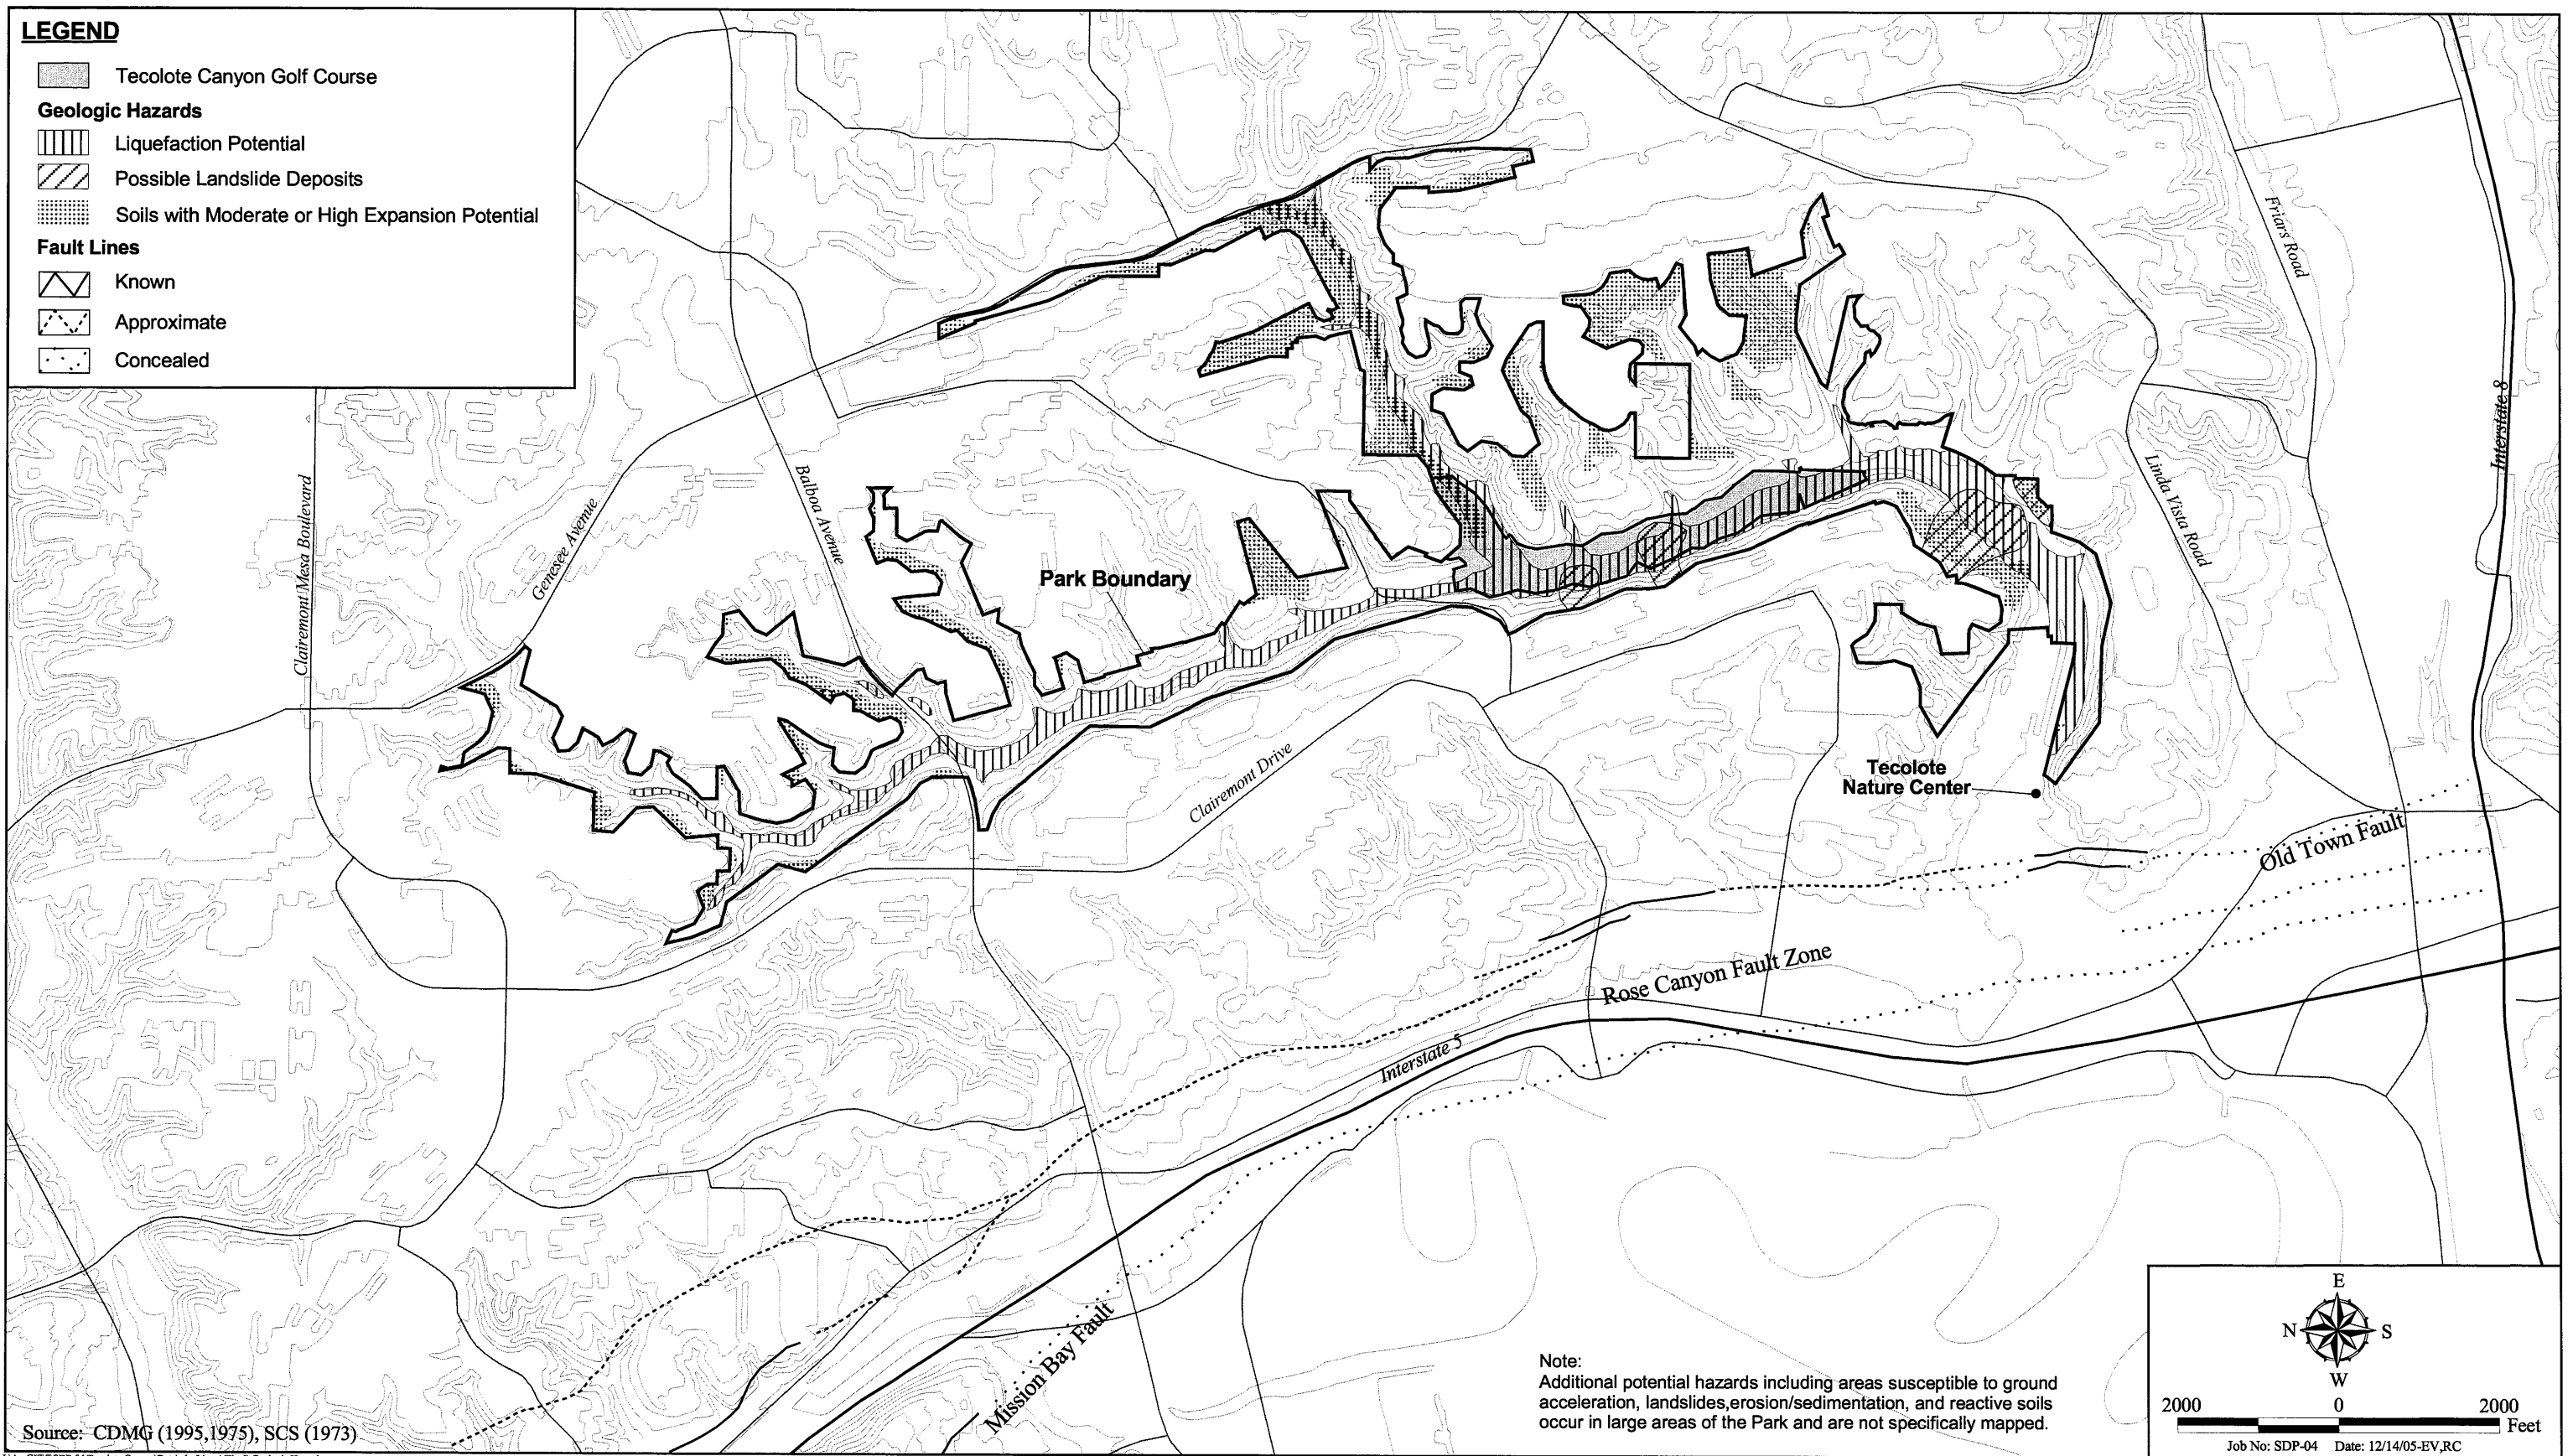 LEGEND
Tecolote Canyon Golf Course
Geologic Hazards
Liquefaction Potential
Possible Landslide Deposits
Soils with Moderate or High Expansion Potential
Fault Lines
Known
Approximate
Concealed
Friars Road
Interstate 8
Clairemont Mesa Boulevard
Genesee Avenue
Balboa Avenue
Linda Vista Road
Park Boundary
Clairemont Drive
Tecolote
Nature Center
Old Town Fault
Rose Canyon Fault Zone
Interstate 5
Mission Bay Fault
Note:
Additional potential hazards including areas susceptible to ground
acceleration, landslides,erosion/sedimentation, and reactive soils
occur in large areas of the Park and are not specifically mapped.
E
N S
W
2000 0 2000
Feet
Job No: SDP-04 Date: 12/14/05-EV,RC
Source: CDMG (1995,1975), SCS (1973)